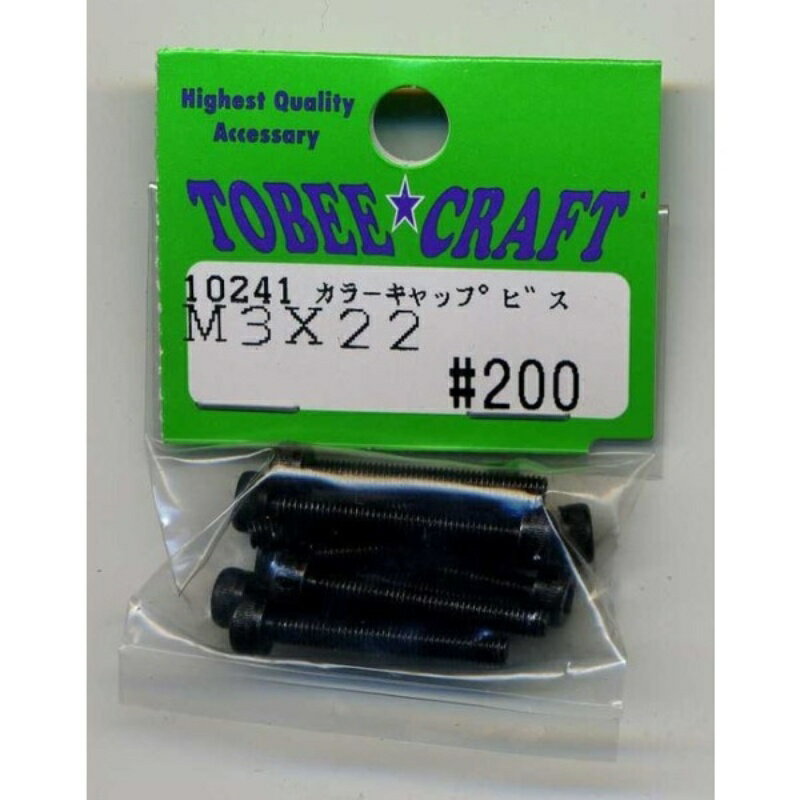 Highest Quality
Accessary
TOBEE★CRAFT
10241 カラーキャップビス
M3X22
#200